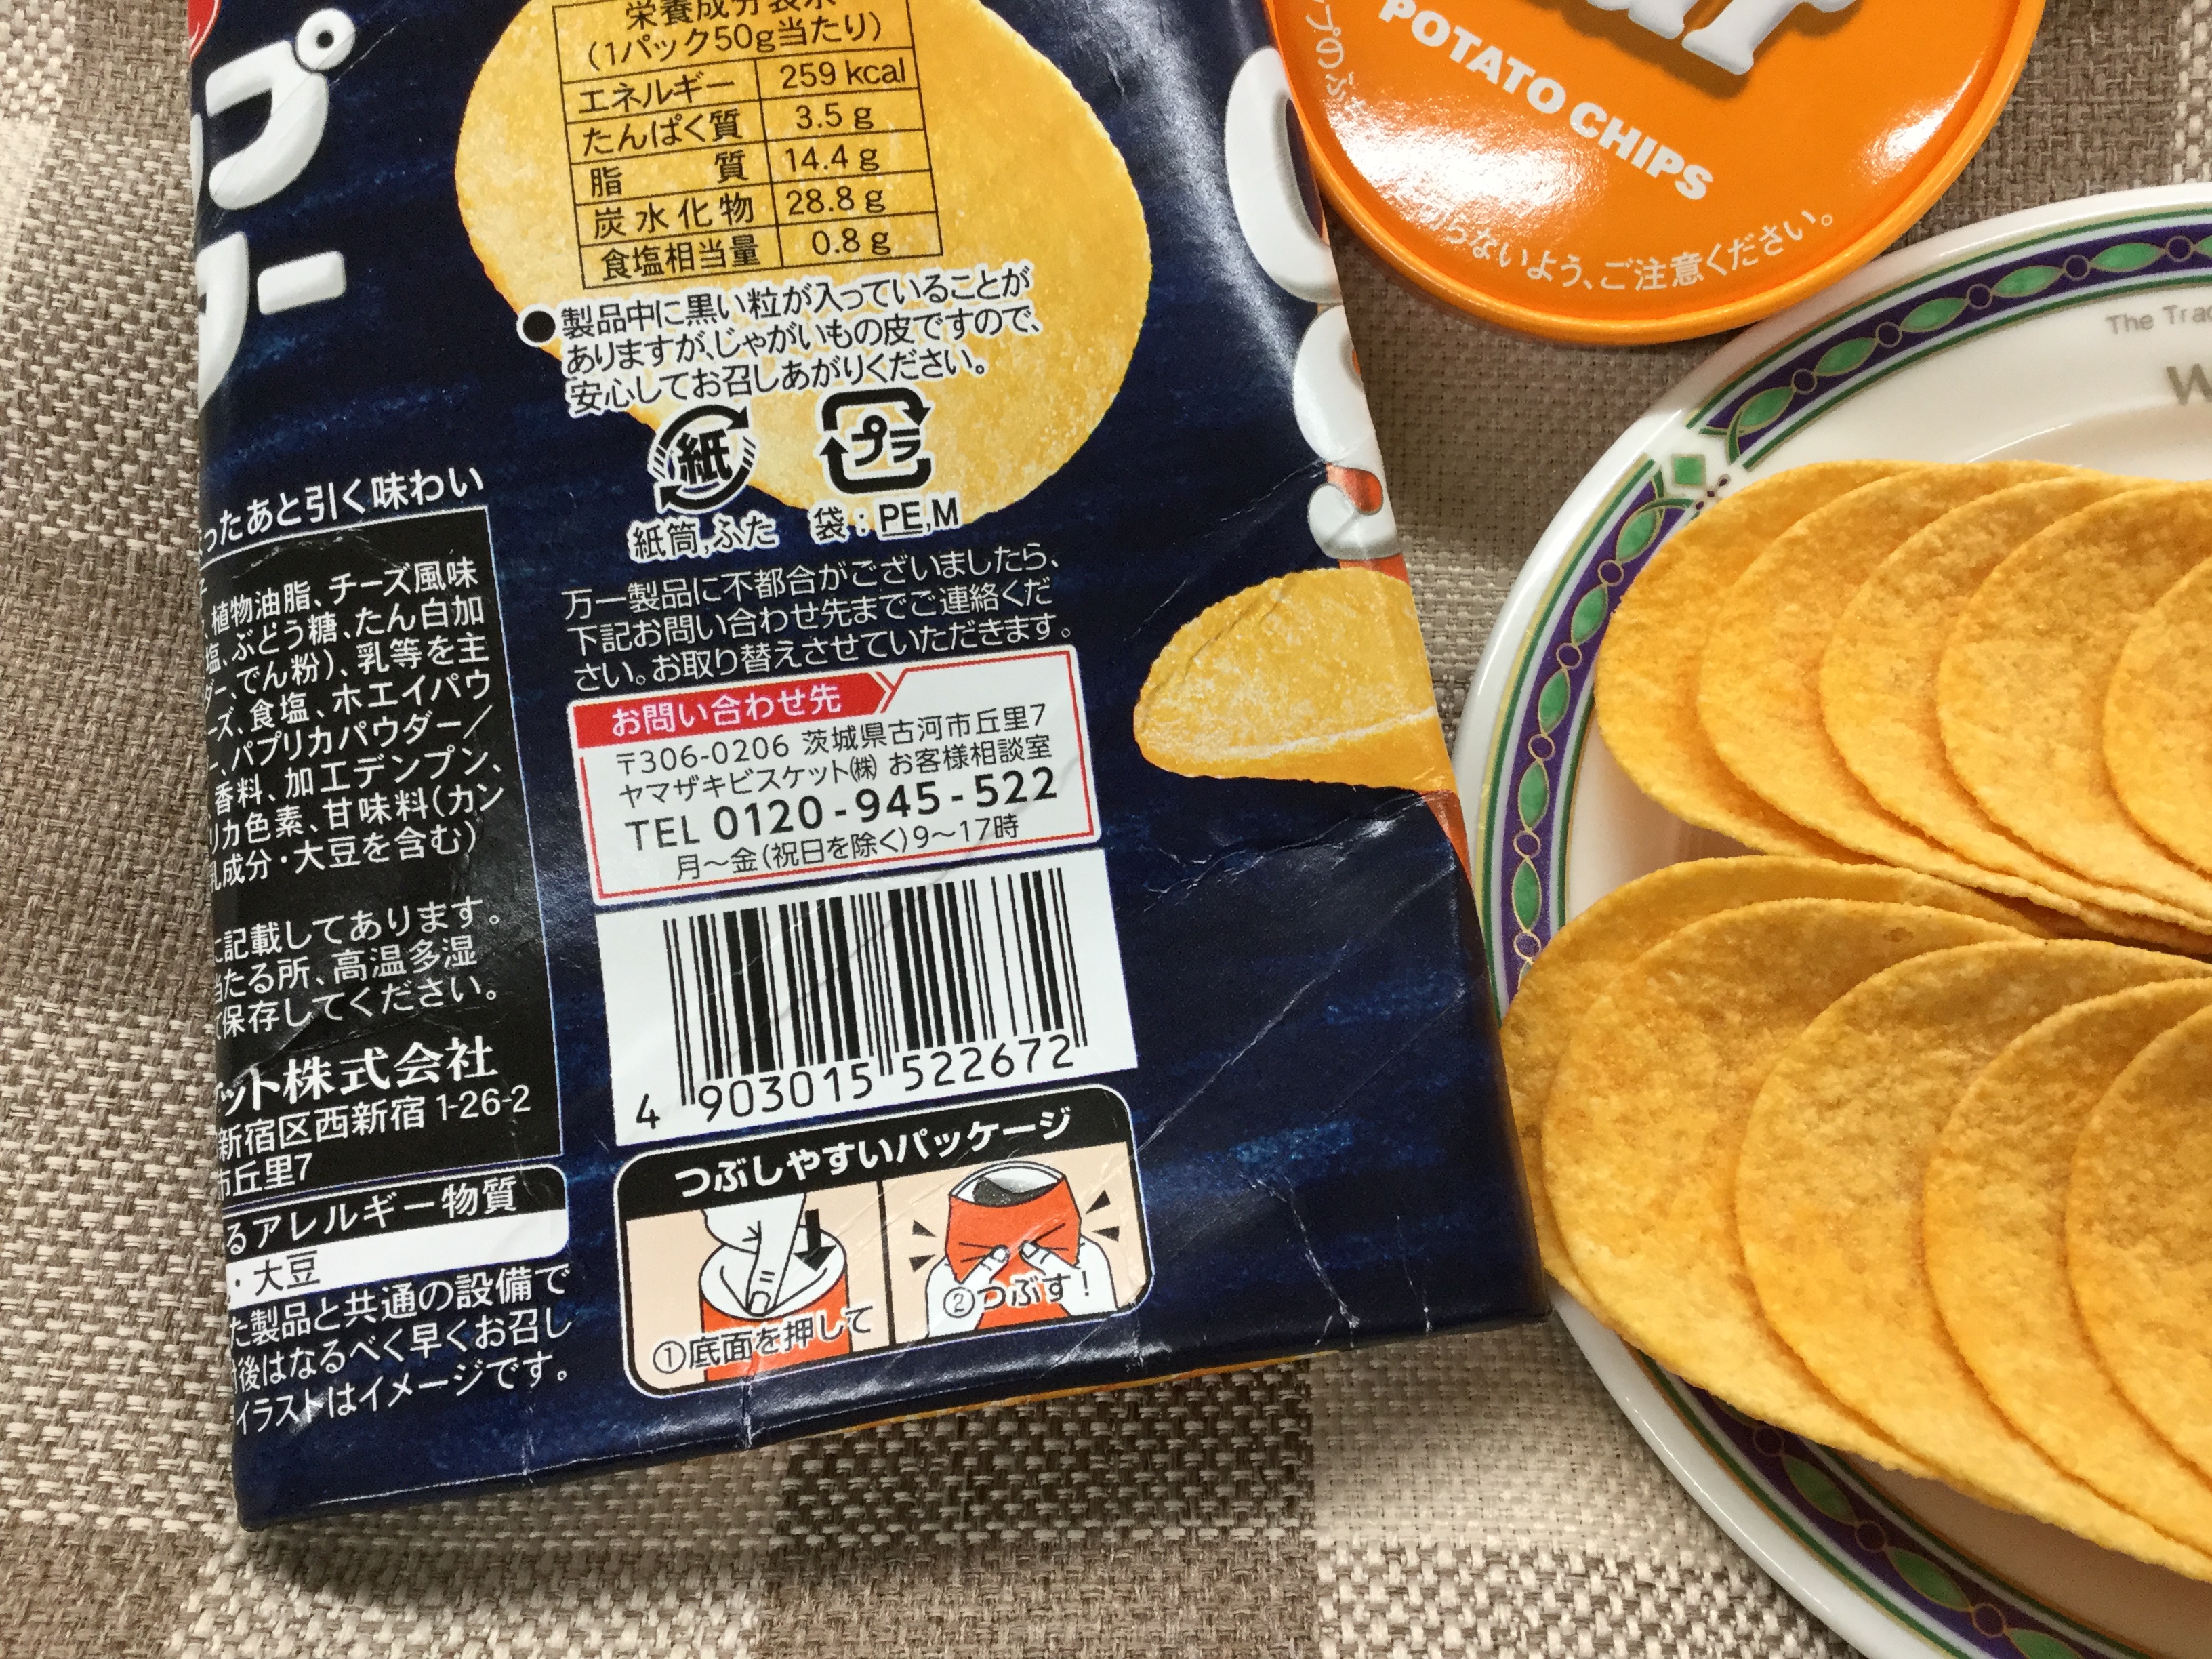 プ
ー
栄養成分表示
(1パック50g当たり)
エネルギー 259 kcal
たんぱく質 3.5 g
脂質 14.4 g
炭水化物 28.8 g
食塩相当量 0.8 g
●製品中に黒い粒が入っていることが
ありますが、じゃがいもの皮ですので、
安心してお召しあがりください。
紙 プラ
紙筒,ふた 袋:PE,M
万一製品に不都合がございましたら、
下記お問い合わせ先までご連絡くだ
さい。お取り替えさせていただきます。
お問い合わせ先
〒306-0206 茨城県古河市丘里7
ヤマザキビスケット㈱ お客様相談室
TEL 0120-945-522
月～金(祝日を除く)9～17時
4 903015 522672
つぶしやすいパッケージ
①底面を押して
②つぶす!
ったあと引く味わい
、植物油脂、チーズ風味
塩、ぶどう糖、たん白加
ダー、でん粉)、乳等を主
ーズ、食塩、ホエイパウ
ー、パプリカパウダー/
香料、加工デンプン、
リカ色素、甘味料(カン
乳成分・大豆を含む)
に記載してあります。
当たる所、高温多湿
て保存してください。
ケット株式会社
新宿区西新宿1-26-2
市丘里7
るアレルギー物質
・大豆
た製品と共通の設備で
後はなるべく早くお召し
イラストはイメージです。
POTATO CHIPS
プのふ
切らないよう、ご注意ください。
The Trad
W